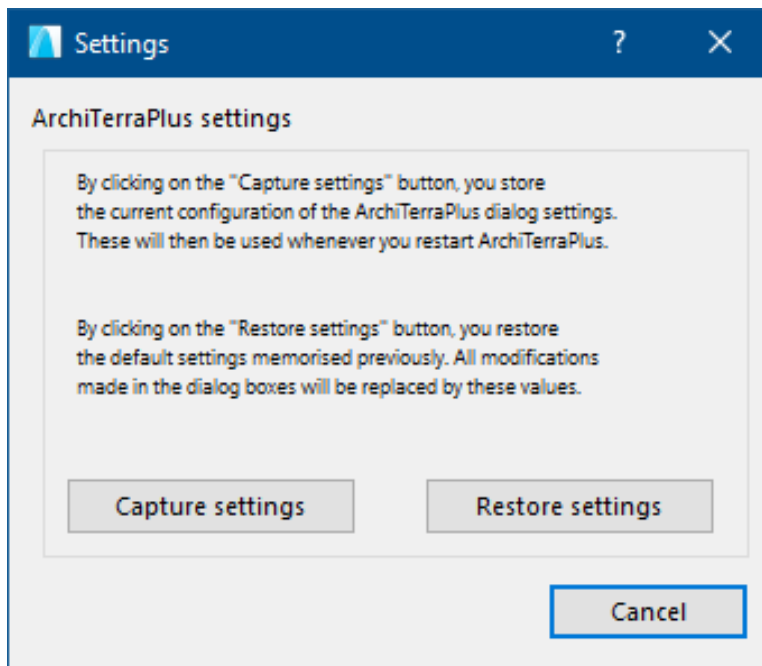 Settings
?
ArchiTerraPlus settings
By clicking on the "Capture settings" button, you store
the current configuration of the ArchiTerraPlus dialog settings.
These will then be used whenever you restart ArchiTerraPlus.
By clicking on the "Restore settings" button, you restore
the default settings memorised previously. All modifications
made in the dialog boxes will be replaced by these values.
Capture settings
Restore settings
Cancel